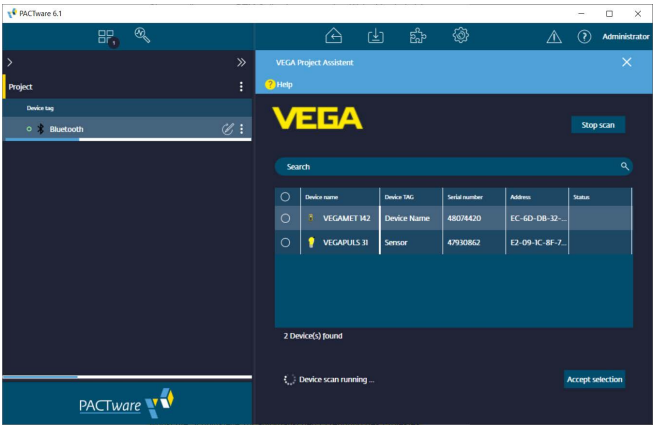 PACTware 6.1
1
Administrator
VEGA Project Assistent
? Help
Project
Device tag
Bluetooth
VEGA
Stop scan
Search
Device name Device TAG Serial number Address Status
VEGAMET 142 Device Name 48074420 EC-6D-DB-32-...
VEGAPULS 31 Sensor 47930862 E2-09-1C-8F-7...
2 Device(s) found
Device scan running ...
Accept selection
PACTware